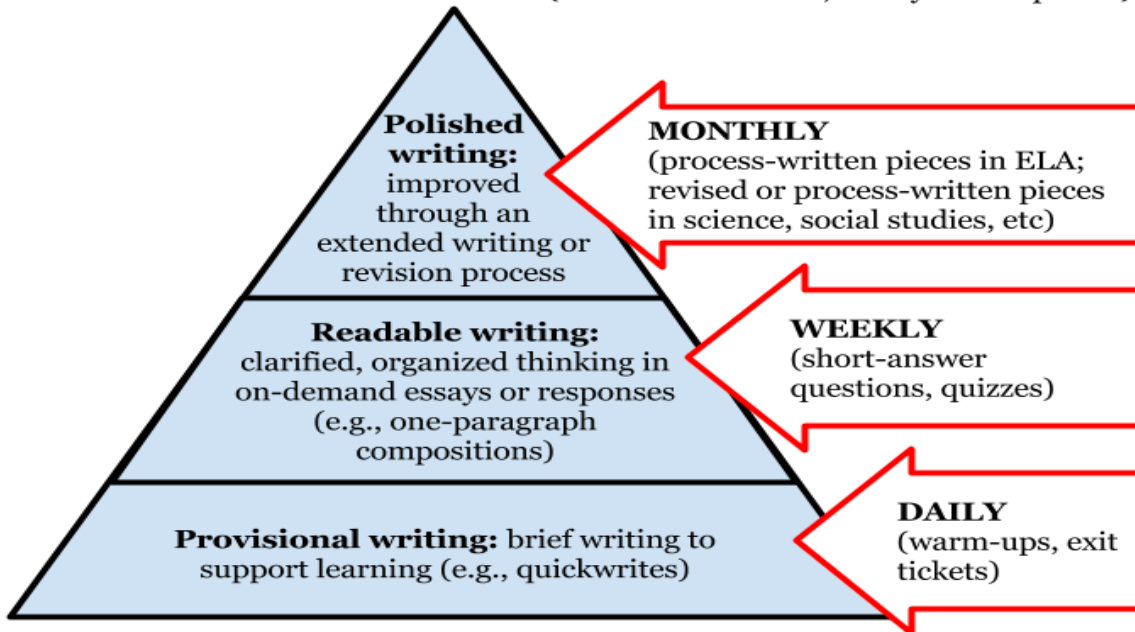 Polished
writing:
improved
through an
extended writing or
revision process
MONTHLY
(process-written pieces in ELA;
revised or process-written pieces
in science, social studies, etc)
Readable writing:
clarified, organized thinking in
on-demand essays or responses
(e.g., one-paragraph
compositions)
WEEKLY
(short-answer
questions, quizzes)
Provisional writing: brief writing to
support learning (e.g., quickwrites)
DAILY
(warm-ups, exit
tickets)